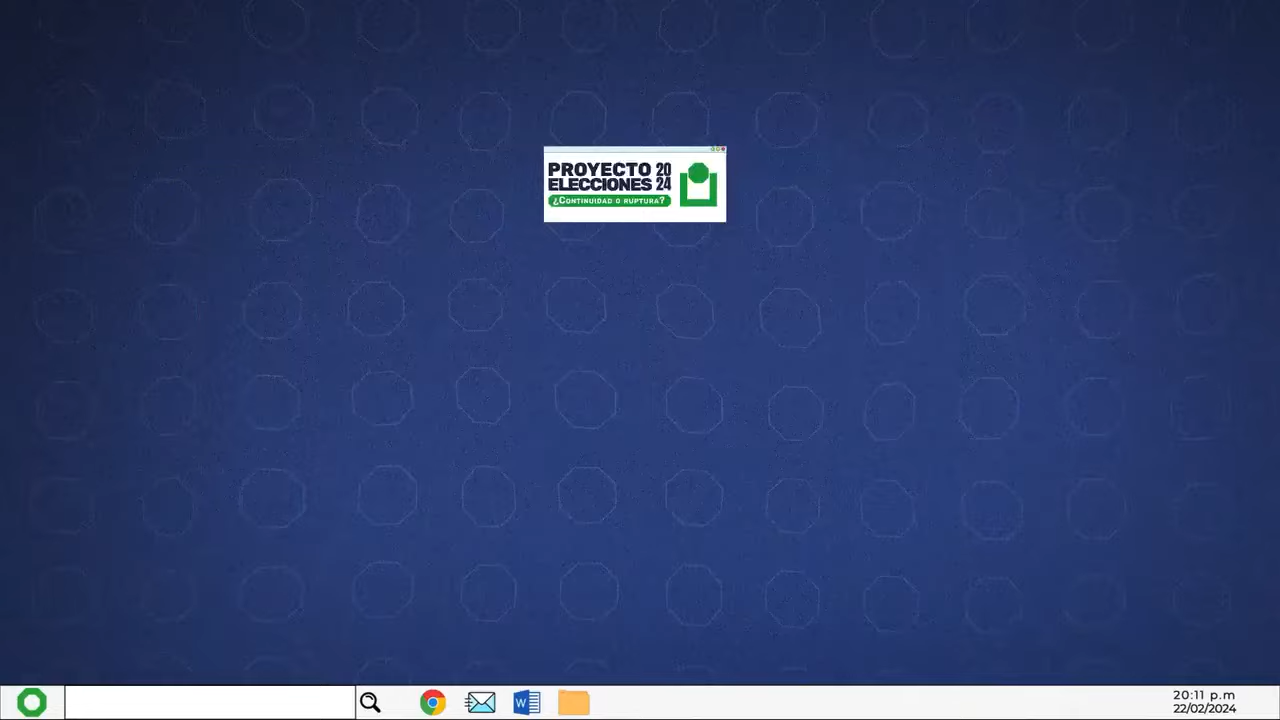 PROYECTO 20
ELECCIONES 24
¿CONTINUIDAD O RUPTURA?
W
20:11 p.m
22/02/2024